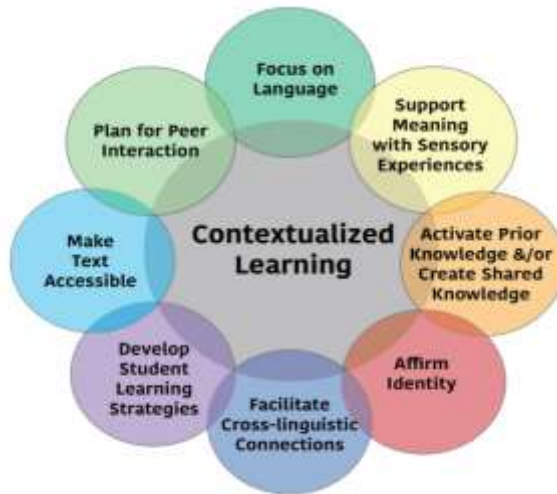 Focus on
Language
Support
Meaning
with Sensory
Experiences
Activate Prior
Knowledge &/or
Create Shared
Knowledge
Affirm
Identity
Facilitate
Cross-linguistic
Connections
Develop
Student
Learning
Strategies
Make
Text
Accessible
Plan for Peer
Interaction
Contextualized
Learning